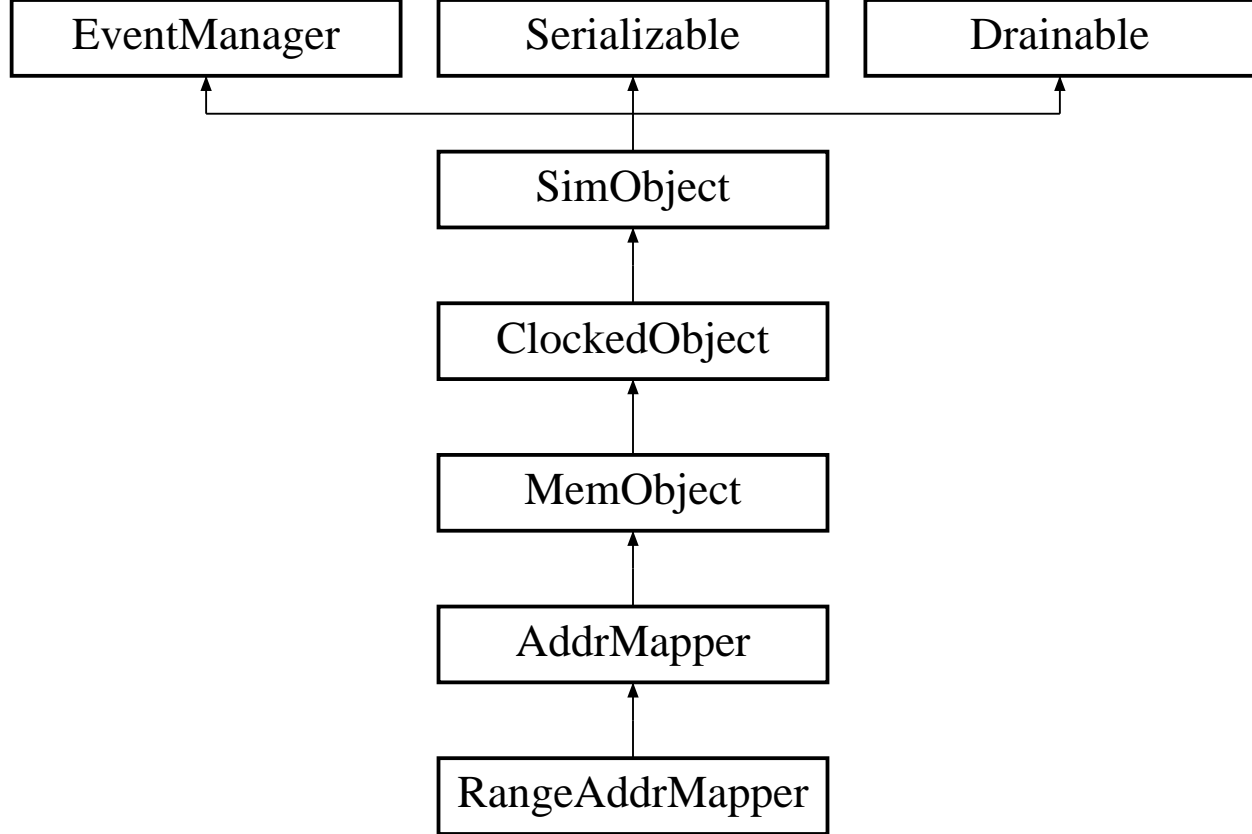 EventManager
Serializable
Drainable
SimObject
ClockedObject
MemObject
AddrMapper
RangeAddrMapper